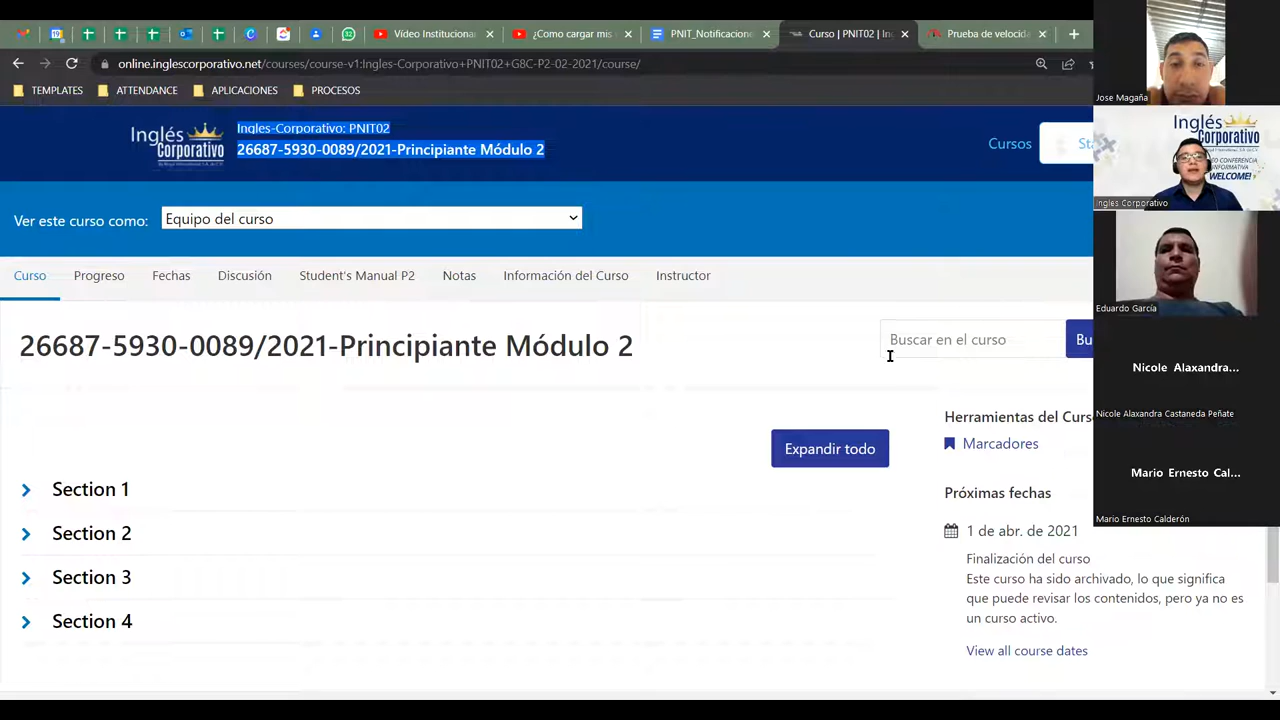 Vídeo Institucional
¿Como cargar mis
PNIT_Notificacione
Curso | PNIT02 | In
Prueba de velocida
online.inglescorporativo.net/courses/course-v1:Ingles-Corporativo+PNIT02+G8C-P2-02-2021/course/
TEMPLATES
ATTENDANCE
APLICACIONES
PROCESOS
Inglés
Corporativo
Ingles-Corporativo: PNIT02
26687-5930-0089/2021-Principiante Módulo 2
Cursos
Sta
Ver este curso como:
Equipo del curso
Curso
Progreso
Fechas
Discusión
Student's Manual P2
Notas
Información del Curso
Instructor
26687-5930-0089/2021-Principiante Módulo 2
Buscar en el curso
Bu
Expandir todo
Section 1
Section 2
Section 3
Section 4
Herramientas del Curs
Marcadores
Próximas fechas
1 de abr. de 2021
Finalización del curso
Este curso ha sido archivado, lo que significa
que puede revisar los contenidos, pero ya no es
un curso activo.
View all course dates
Jose Magaña
Inglés
Corporativo
CONFERENCIA
INFORMATIVA
WELCOME!
Ingles Corporativo
Eduardo García
Nicole Alaxandra...
Nicole Alaxandra Castaneda Peñate
Mario Ernesto Cal...
Mario Ernesto Calderón